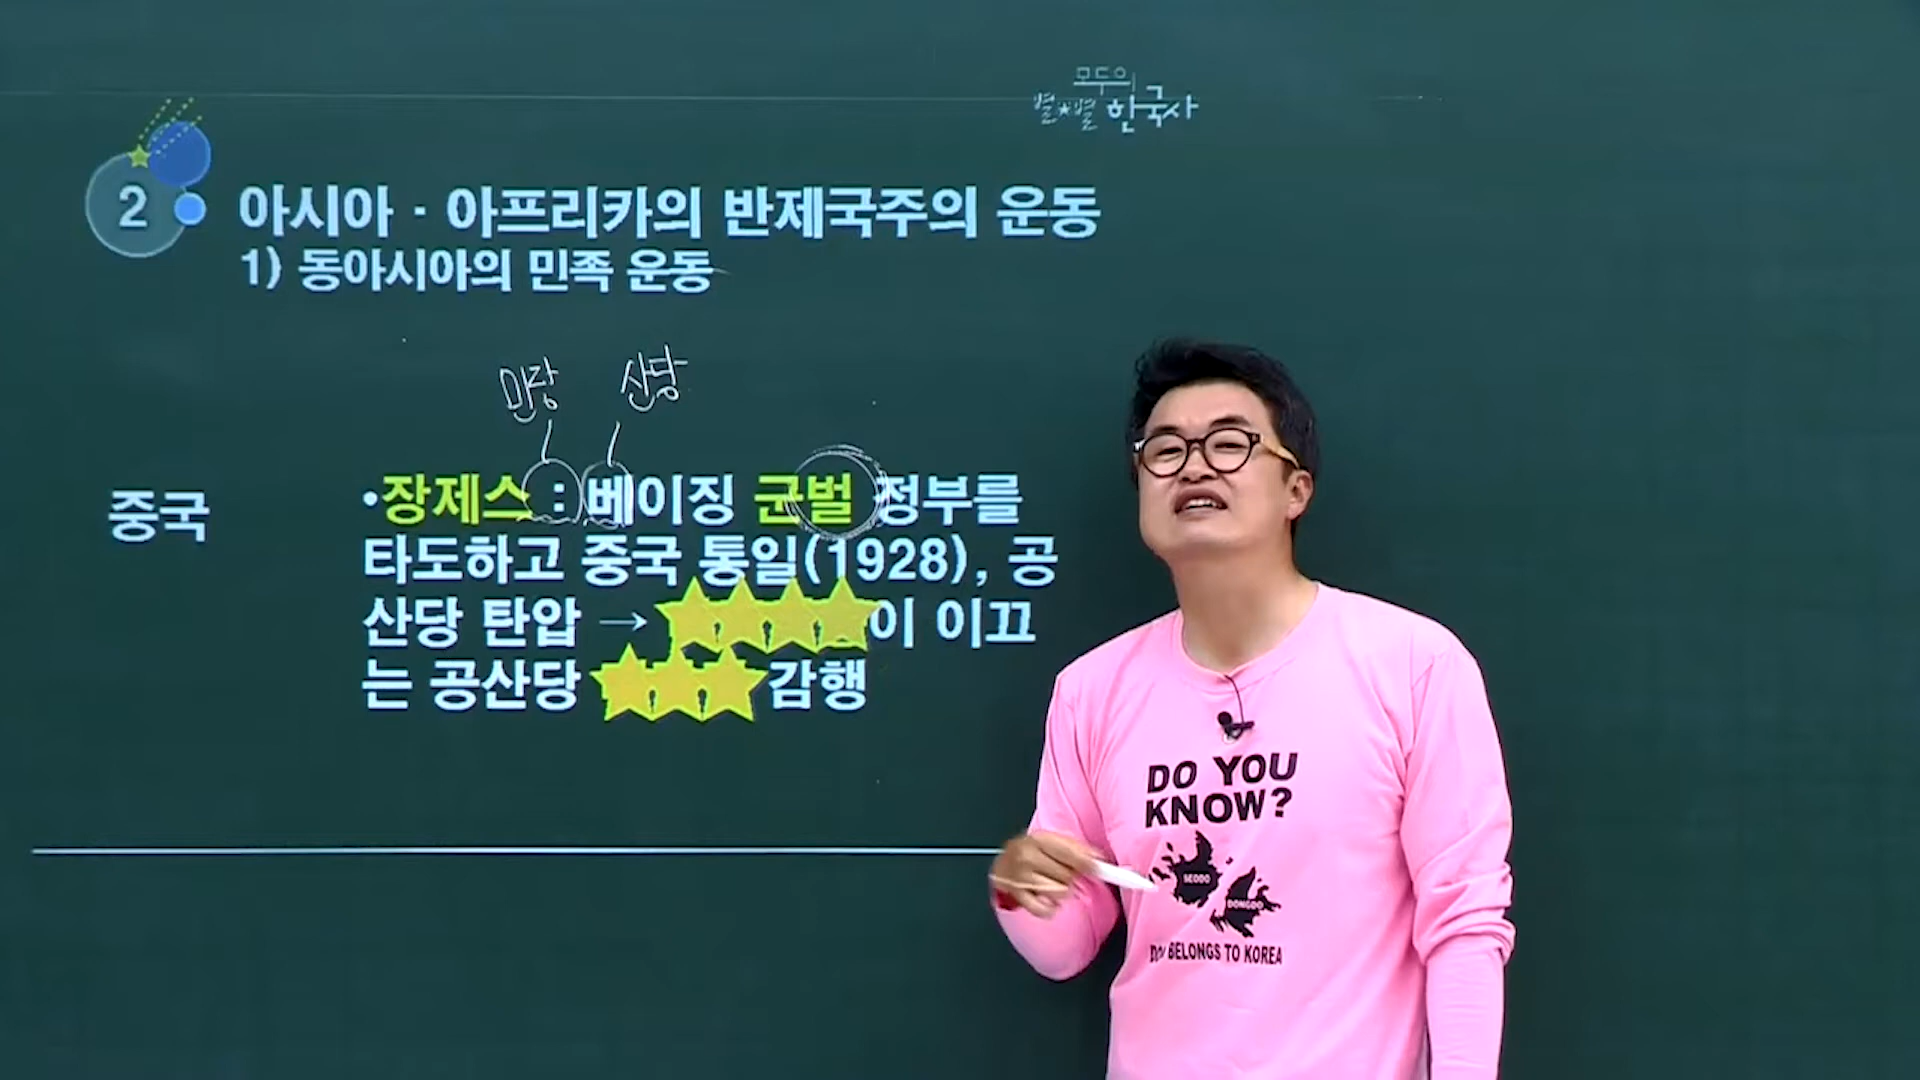 모두의
별★별 한국사
2 아시아 · 아프리카의 반제국주의 운동
1) 동아시아의 민족 운동
산당
중국
•장제스 : 베이징 군벌 정부를
타도하고 중국 통일(1928), 공
산당 탄압 → 이 이끄
는 공산당 감행
DO YOU
KNOW?
SEODO
DONGDO
BELONGS TO KOREA